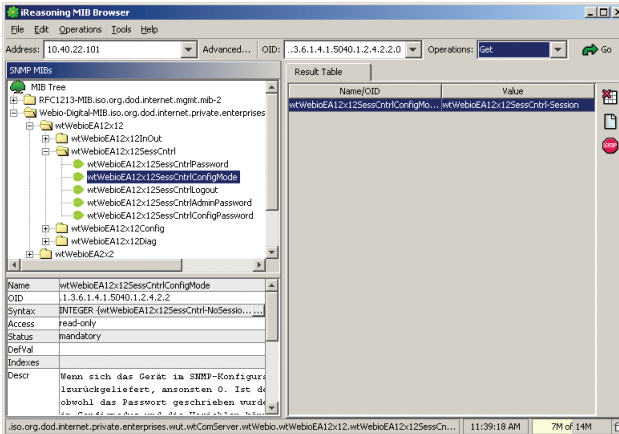 iReasoning MIB Browser
File Edit Operations Tools Help
Address: 10.40.22.101 Advanced... OID: ..3.6.1.4.1.5040.1.2.4.2.2.0 Operations: Get Go
SNMP MIBs
MIB Tree
RFC1213-MIB.iso.org.dod.internet.mgmt.mib-2
Webio-Digital-MIB.iso.org.dod.internet.private.enterprises
wtWebioEA12x12
wtWebioEA12x12InOut
wtWebioEA12x12SessCntrl
wtWebioEA12x12SessCntrlPassword
wtWebioEA12x12SessCntrlConfigMode
wtWebioEA12x12SessCntrlLogout
wtWebioEA12x12SessCntrlAdminPassword
wtWebioEA12x12SessCntrlConfigPassword
wtWebioEA12x12Config
wtWebioEA12x12Diag
wtWebioEA2x2
Name wtWebioEA12x12SessCntrlConfigMode
OID .1.3.6.1.4.1.5040.1.2.4.2.2
Syntax INTEGER {wtWebioEA12x12SessCntrl-NoSessio... ...
Access read-only
Status mandatory
DefVal
Indexes
Descr Wenn sich das Gerät im SNMP-Konfigurs
1zurückgeliefert, ansonsten 0. Ist de
obwohl das Passwort geschrieben wurde
Result Table
Name/OID Value
wtWebioEA12x12SessCntrlConfigMo... wtWebioEA12x12SessCntrl-Session
STOP
.iso.org.dod.internet.private.enterprises.wut.wtComServer.wtWebio.wtWebioEA12x12.wtWebioEA12x12SessCn... 11:39:18 AM 7M of 14M